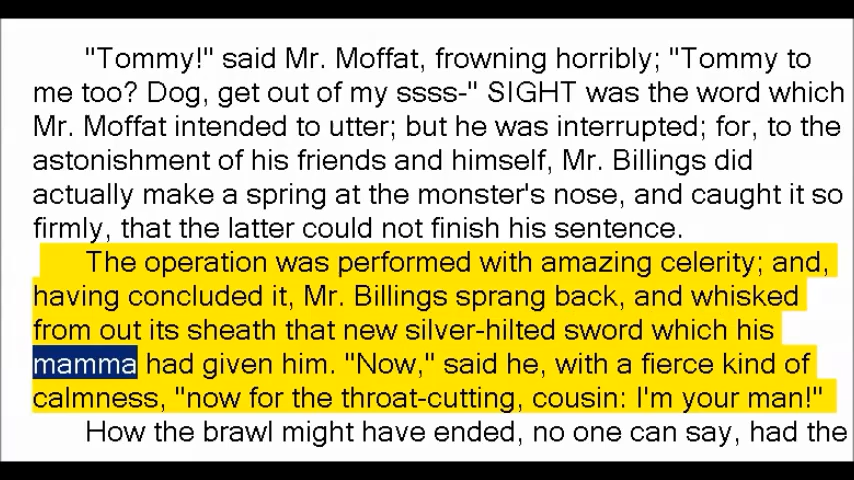 "Tommy!" said Mr. Moffat, frowning horribly; "Tommy to
me too? Dog, get out of my ssss-" SIGHT was the word which
Mr. Moffat intended to utter; but he was interrupted; for, to the
astonishment of his friends and himself, Mr. Billings did
actually make a spring at the monster's nose, and caught it so
firmly, that the latter could not finish his sentence.
The operation was performed with amazing celerity; and,
having concluded it, Mr. Billings sprang back, and whisked
from out its sheath that new silver-hilted sword which his
mamma had given him. "Now," said he, with a fierce kind of
calmness, "now for the throat-cutting, cousin: I'm your man!"
How the brawl might have ended, no one can say, had the